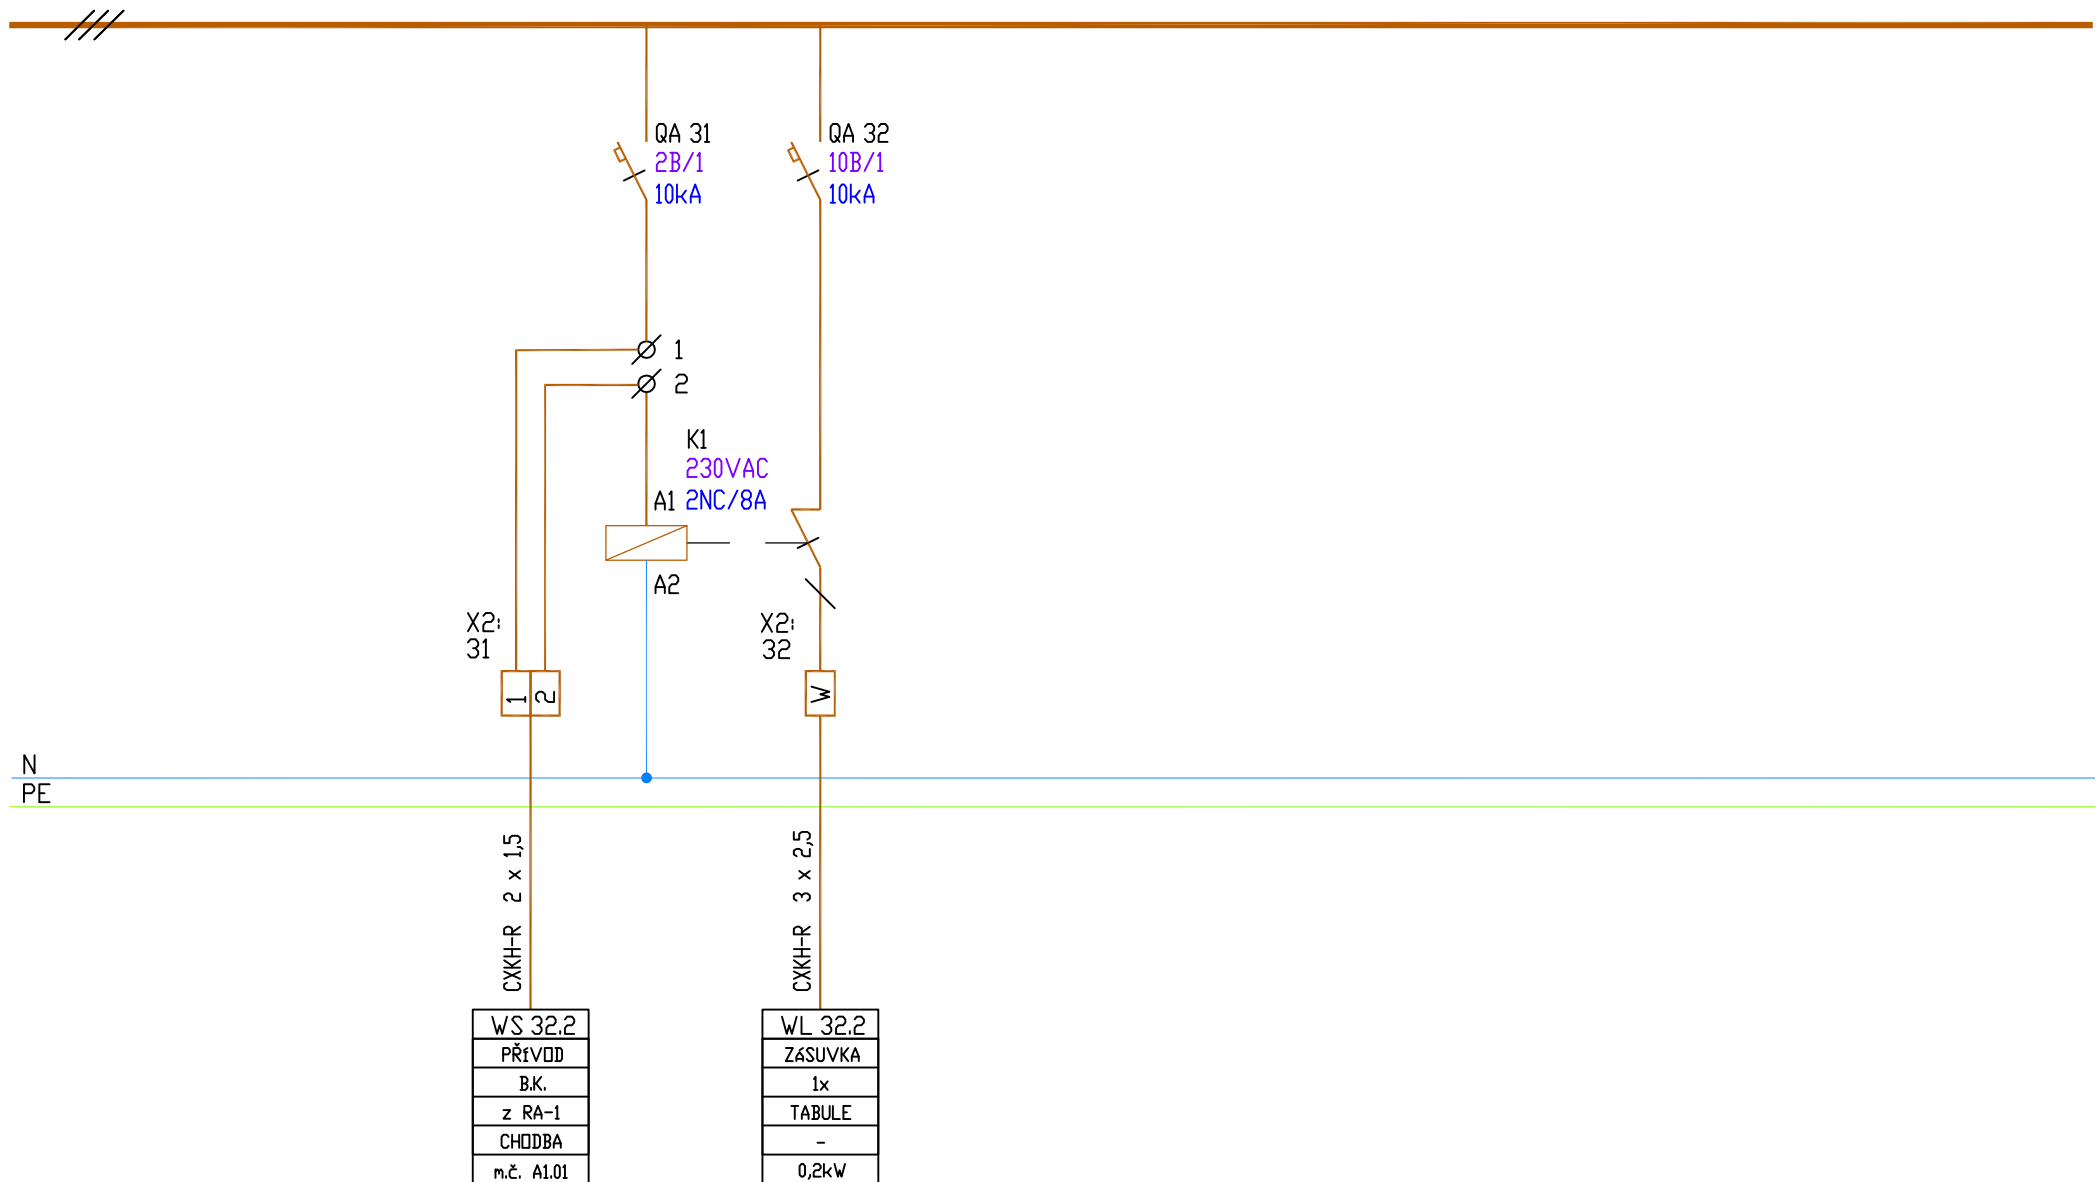 QA 31
2B/1
10kA
QA 32
10B/1
10kA
1
2
K1
230VAC
2NC/8A
A1
A2
X2:
31
1
2
X2:
32
W
N
PE
CXKH-R 2 x 1,5
CXKH-R 3 x 2,5
WS 32.2
PŘÍVOD
B.K.
z RA-1
CHODBA
m.č. A1.01
WL 32.2
ZÁSUVKA
1x
TABULE
-
0,2kW